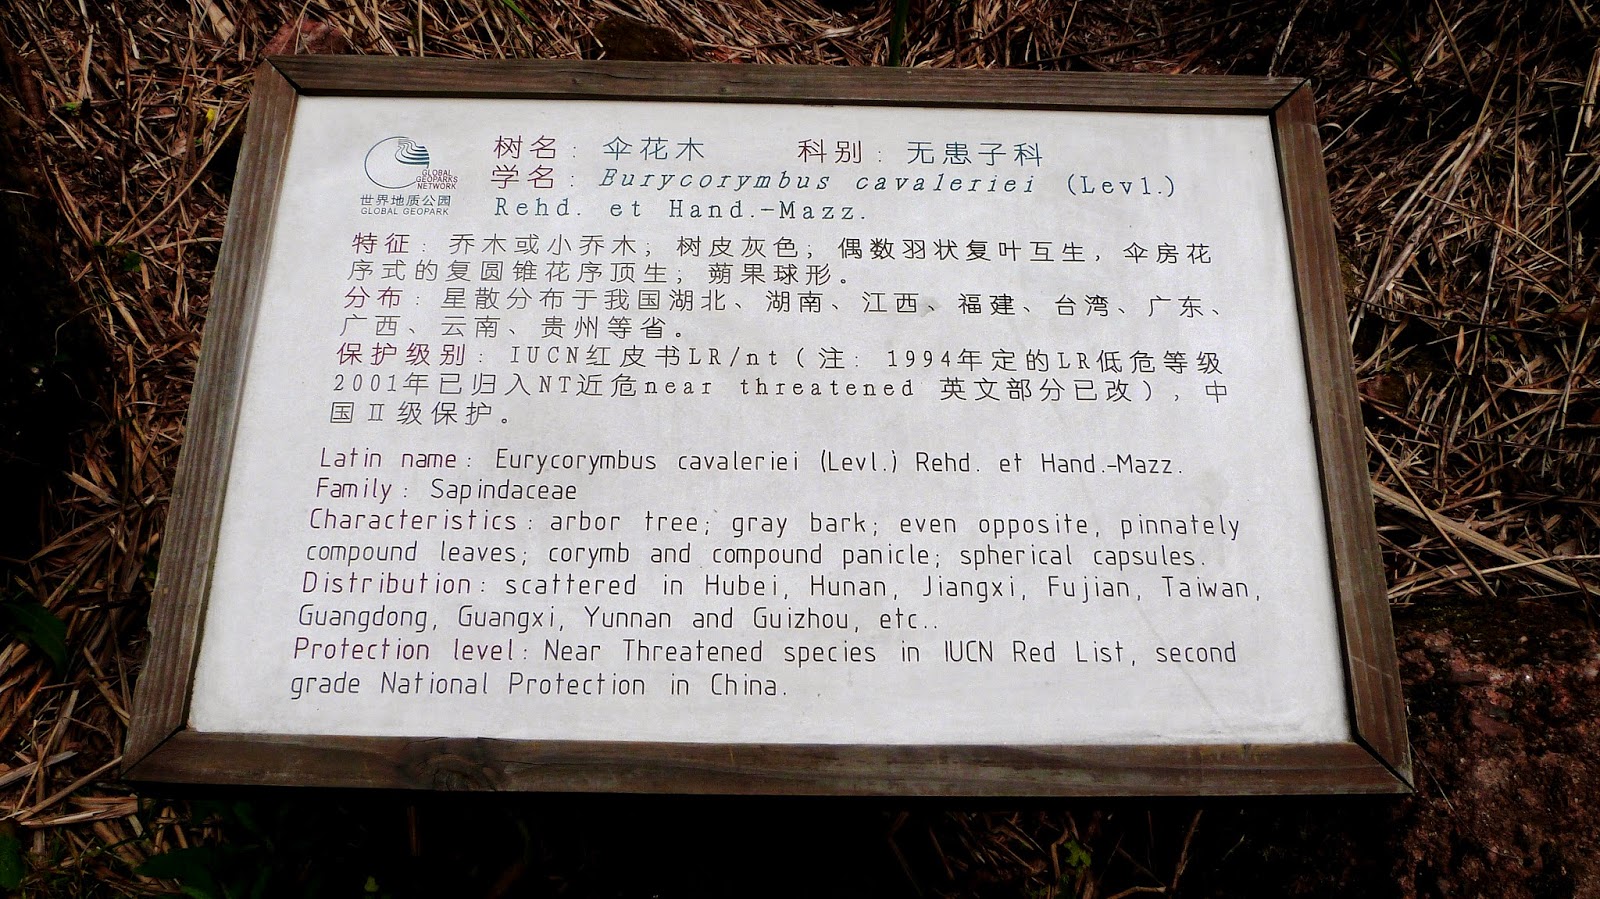 GLOBAL
GEOPARKS
NETWORK
世界地质公园
GLOBAL GEOPARK
树名：伞花木 科别：无患子科
学名：Eurycorymbus cavaleriei (Levl.)
Rehd. et Hand.-Mazz.
特征：乔木或小乔木；树皮灰色；偶数羽状复叶互生，伞房花
序式的复圆锥花序顶生；蒴果球形。
分布：星散分布于我国湖北、湖南、江西、福建、台湾、广东、
广西、云南、贵州等省。
保护级别：IUCN红皮书LR/nt（注：1994年定的LR低危等级
2001年已归入NT近危near threatened 英文部分已改），中
国Ⅱ级保护。
Latin name: Eurycorymbus cavaleriei (Levl.) Rehd. et Hand.-Mazz.
Family: Sapindaceae
Characteristics: arbor tree; gray bark; even opposite, pinnately
compound leaves; corymb and compound panicle; spherical capsules.
Distribution: scattered in Hubei, Hunan, Jiangxi, Fujian, Taiwan,
Guangdong, Guangxi, Yunnan and Guizhou, etc..
Protection level: Near Threatened species in IUCN Red List, second
grade National Protection in China.